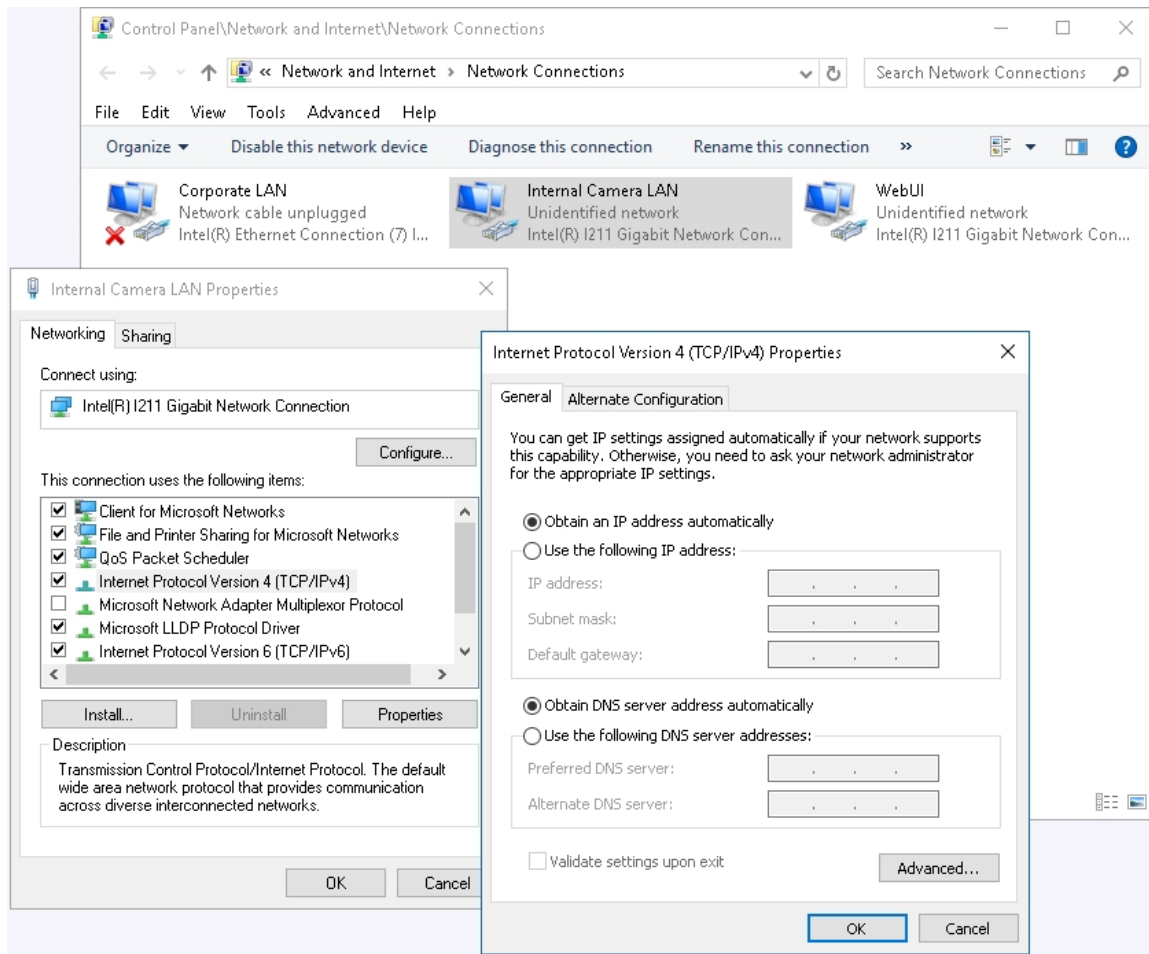 Control Panel\Network and Internet\Network Connections
« Network and Internet > Network Connections
Search Network Connections
File Edit View Tools Advanced Help
Organize Disable this network device Diagnose this connection Rename this connection »
Corporate LAN
Network cable unplugged
Intel(R) Ethernet Connection (7) I...
Internal Camera LAN
Unidentified network
Intel(R) I211 Gigabit Network Con...
WebUI
Unidentified network
Intel(R) I211 Gigabit Network Con...
Internal Camera LAN Properties
Networking Sharing
Connect using:
Intel(R) I211 Gigabit Network Connection
Configure...
This connection uses the following items:
Client for Microsoft Networks
File and Printer Sharing for Microsoft Networks
QoS Packet Scheduler
Internet Protocol Version 4 (TCP/IPv4)
Microsoft Network Adapter Multiplexor Protocol
Microsoft LLDP Protocol Driver
Internet Protocol Version 6 (TCP/IPv6)
Install... Uninstall Properties
Description
Transmission Control Protocol/Internet Protocol. The default
wide area network protocol that provides communication
across diverse interconnected networks.
OK Cancel
Internet Protocol Version 4 (TCP/IPv4) Properties
General Alternate Configuration
You can get IP settings assigned automatically if your network supports
this capability. Otherwise, you need to ask your network administrator
for the appropriate IP settings.
Obtain an IP address automatically
Use the following IP address:
IP address:
Subnet mask:
Default gateway:
Obtain DNS server address automatically
Use the following DNS server addresses:
Preferred DNS server:
Alternate DNS server:
Validate settings upon exit
Advanced...
OK Cancel